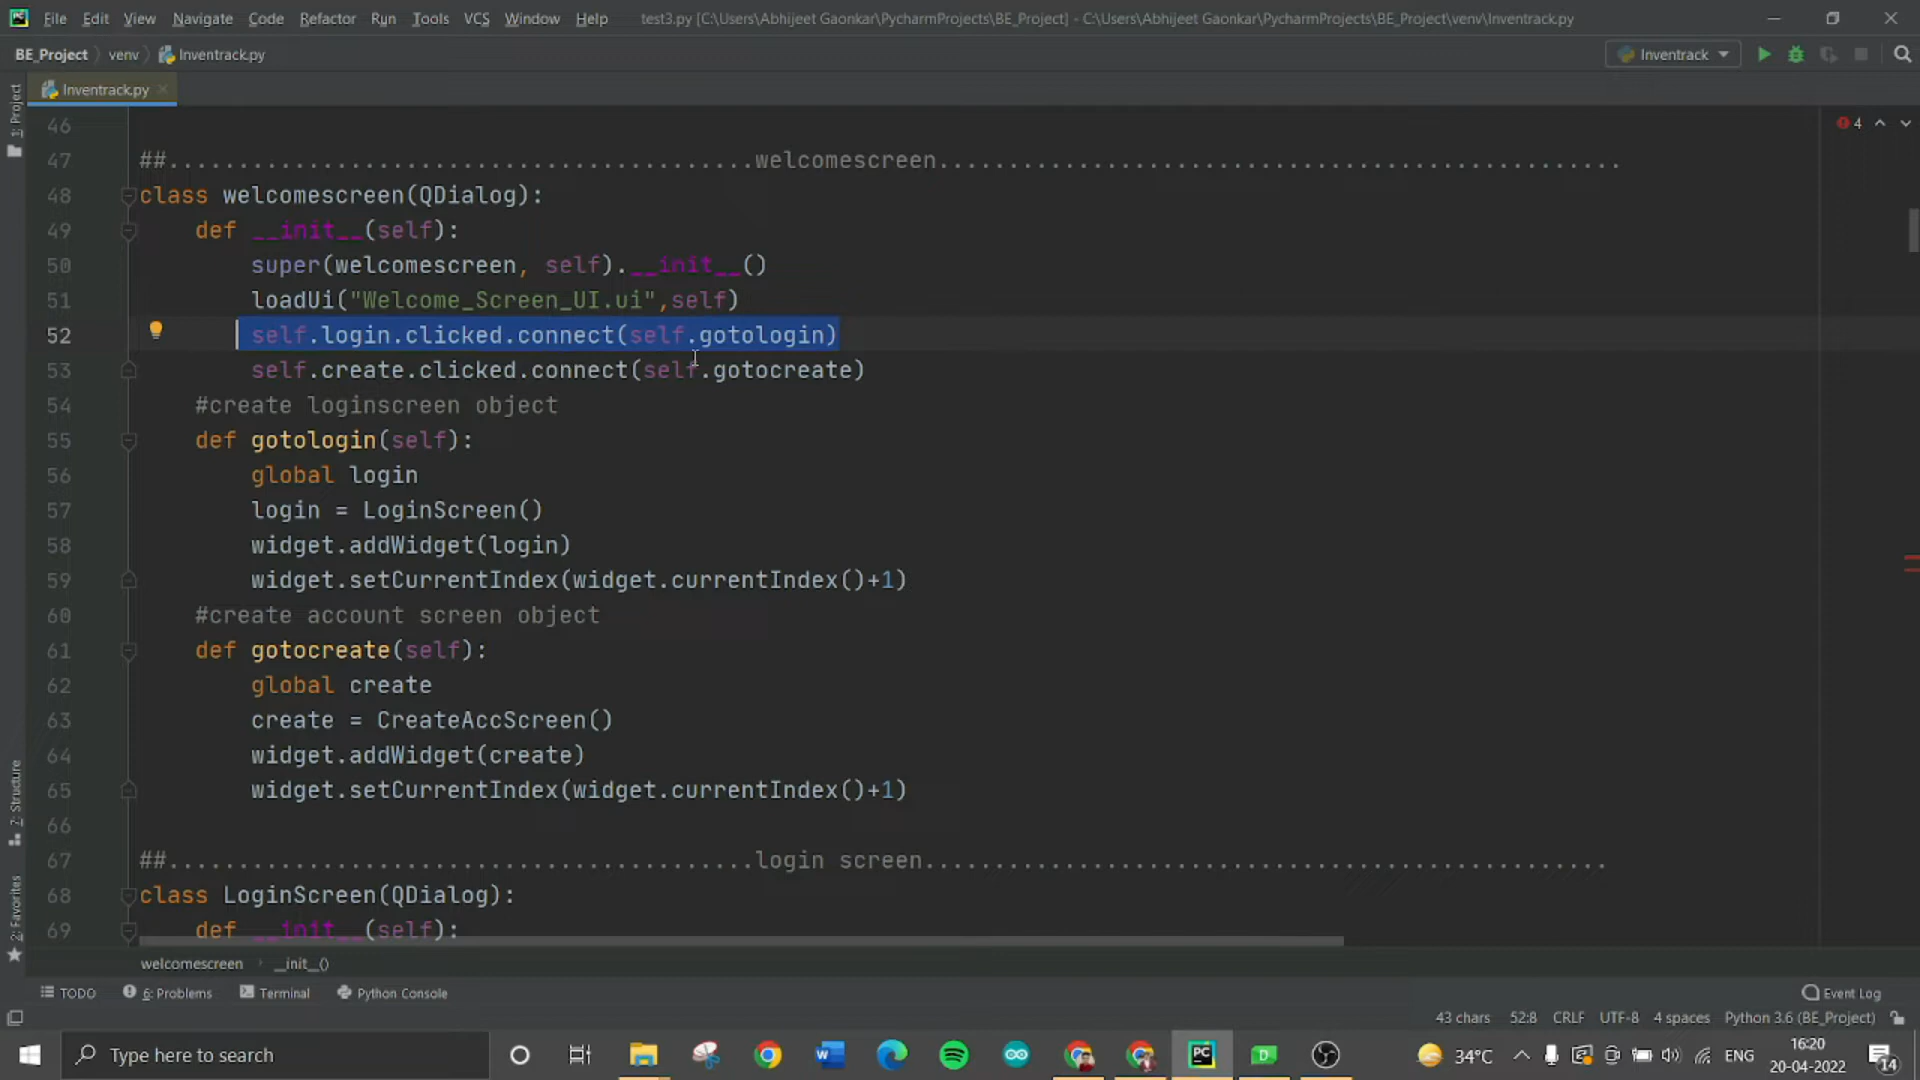 File Edit View Navigate Code Refactor Run Tools VCS Window Help test3.py [C:\Users\Abhijeet Gaonkar\PycharmProjects\BE_Project] - C:\Users\Abhijeet Gaonkar\PycharmProjects\BE_Project\venv\Inventrack.py
BE_Project venv Inventrack.py Inventrack
1: Project
Inventrack.py
4
46
47 ##..........................................welcomescreen.................................................
48 class welcomescreen(QDialog):
49 def __init__(self):
50 super(welcomescreen, self).__init__()
51 loadUi("Welcome_Screen_UI.ui",self)
52 self.login.clicked.connect(self.gotologin)
53 self.create.clicked.connect(self.gotocreate)
54 #create loginscreen object
55 def gotologin(self):
56 global login
57 login = LoginScreen()
58 widget.addWidget(login)
59 widget.setCurrentIndex(widget.currentIndex()+1)
60 #create account screen object
61 def gotocreate(self):
62 global create
63 create = CreateAccScreen()
64 widget.addWidget(create)
65 widget.setCurrentIndex(widget.currentIndex()+1)
66
67 ##..........................................login screen.................................................
68 class LoginScreen(QDialog):
69 def __init__(self):
7: Structure
2: Favorites
welcomescreen __init__()
TODO 6: Problems Terminal Python Console Event Log
43 chars 52:8 CRLF UTF-8 4 spaces Python 3.6 (BE_Project)
Type here to search 34°C ENG 16:20
20-04-2022
14